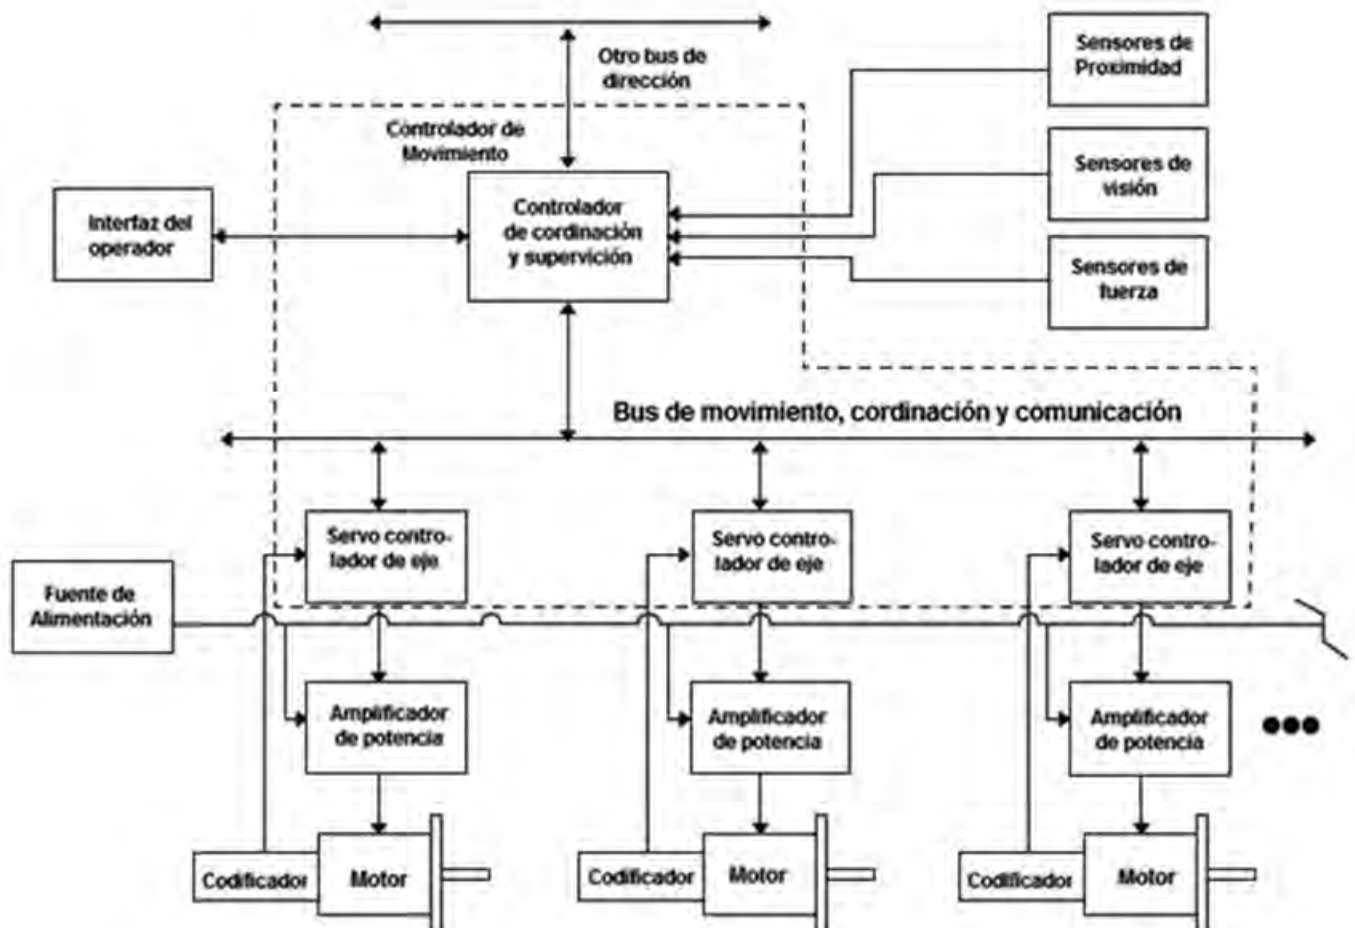 Otro bus de
dirección
Sensores de
Proximidad
Controlador de
Movimiento
Sensores de
visión
Interfaz del
operador
Controlador
de cordinación
y supervición
Sensores de
fuerza
Bus de movimiento, cordinación y comunicación
Servo contro-
lador de eje
Servo contro-
lador de eje
Servo contro-
lador de eje
Fuente de
Alimentación
Amplificador
de potencia
Amplificador
de potencia
Amplificador
de potencia
Codificador
Motor
Codificador
Motor
Codificador
Motor